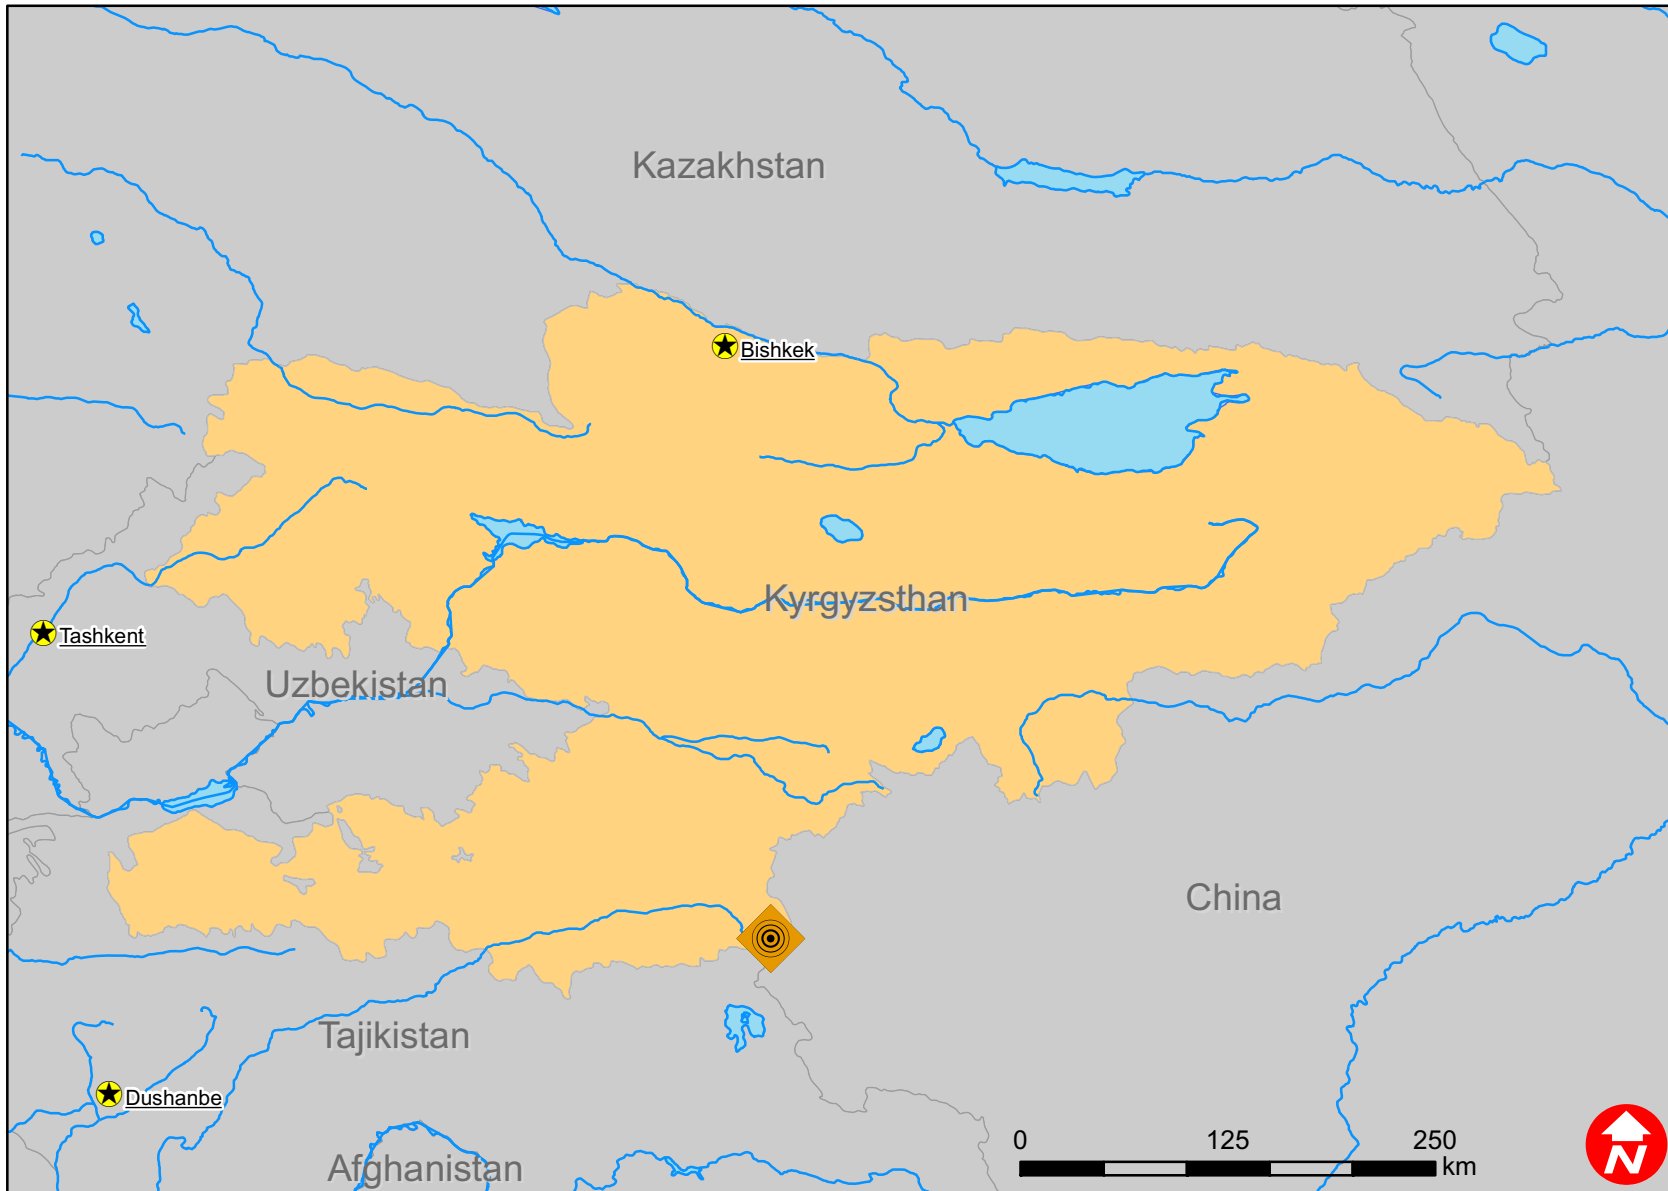 Kazakhstan
Bishkek
Kyrgyzsthan
Tashkent
Uzbekistan
China
Tajikistan
Dushanbe
Afghanistan
0 125 250
km
N